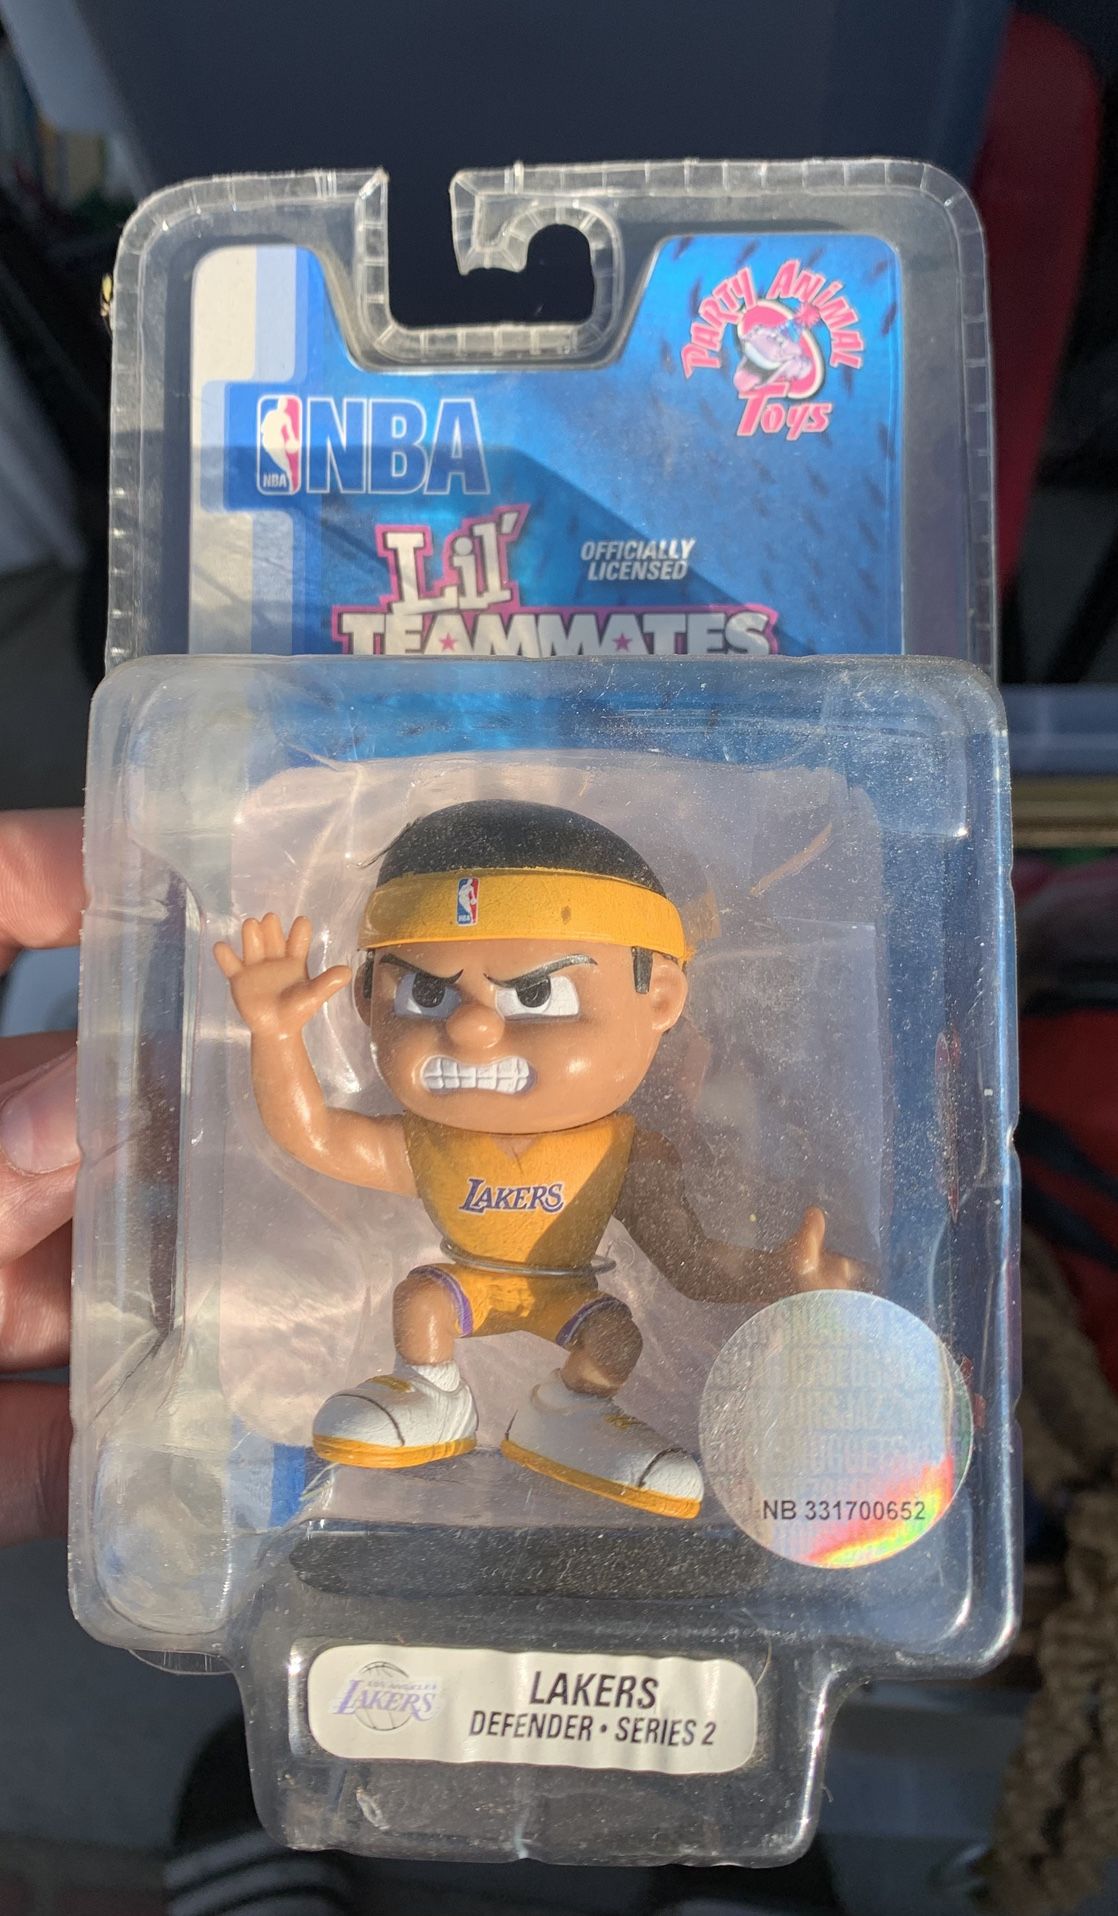 PARTY ANIMAL
TOYS
NBA
NBA
Lil'
TEAMMATES
OFFICIALLY
LICENSED
NBA
LAKERS
NB 331700652
LOS ANGELES
LAKERS
LAKERS
DEFENDER • SERIES 2